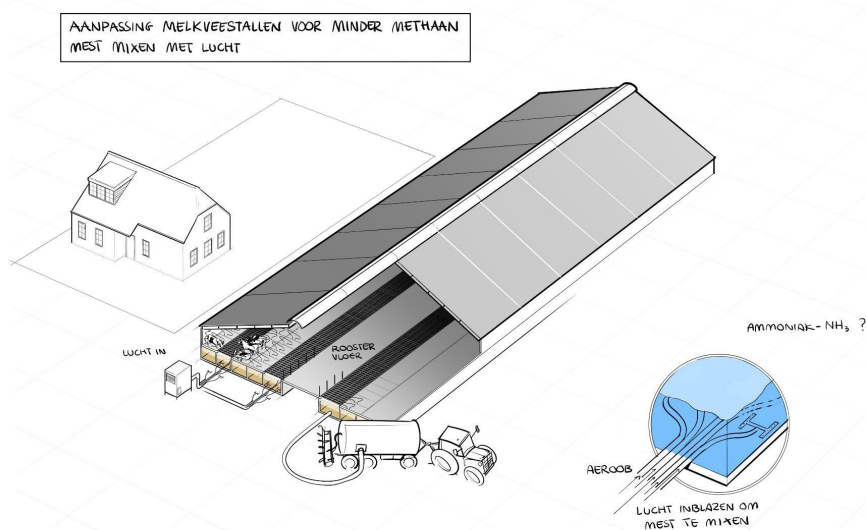 AANPASSING MELKVEESTALLEN VOOR MINDER METHAAN
MEST MIXEN MET LUCHT
LUCHT IN
ROOSTER
VLOER
AMMONIAK-NH₃ ?
AEROOB
LUCHT INBLAZEN OM
MEST TE MIXEN